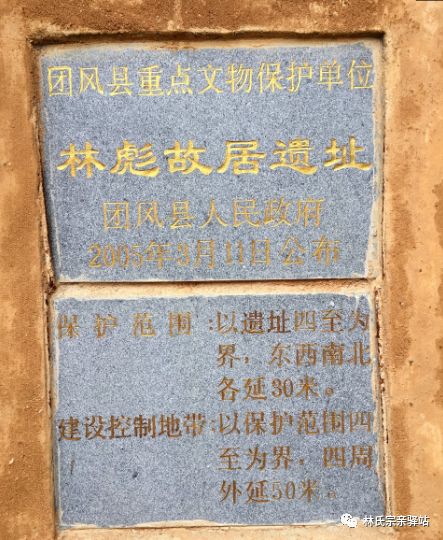 团风县重点文物保护单位
林彪故居遗址
团风县人民政府
2005年3月11日公布
保护范围:以遗址四至为
界,东西南北
各延30米。
建设控制地带:以保护范围四
至为界,四周
外延50米。
林氏宗亲驿站